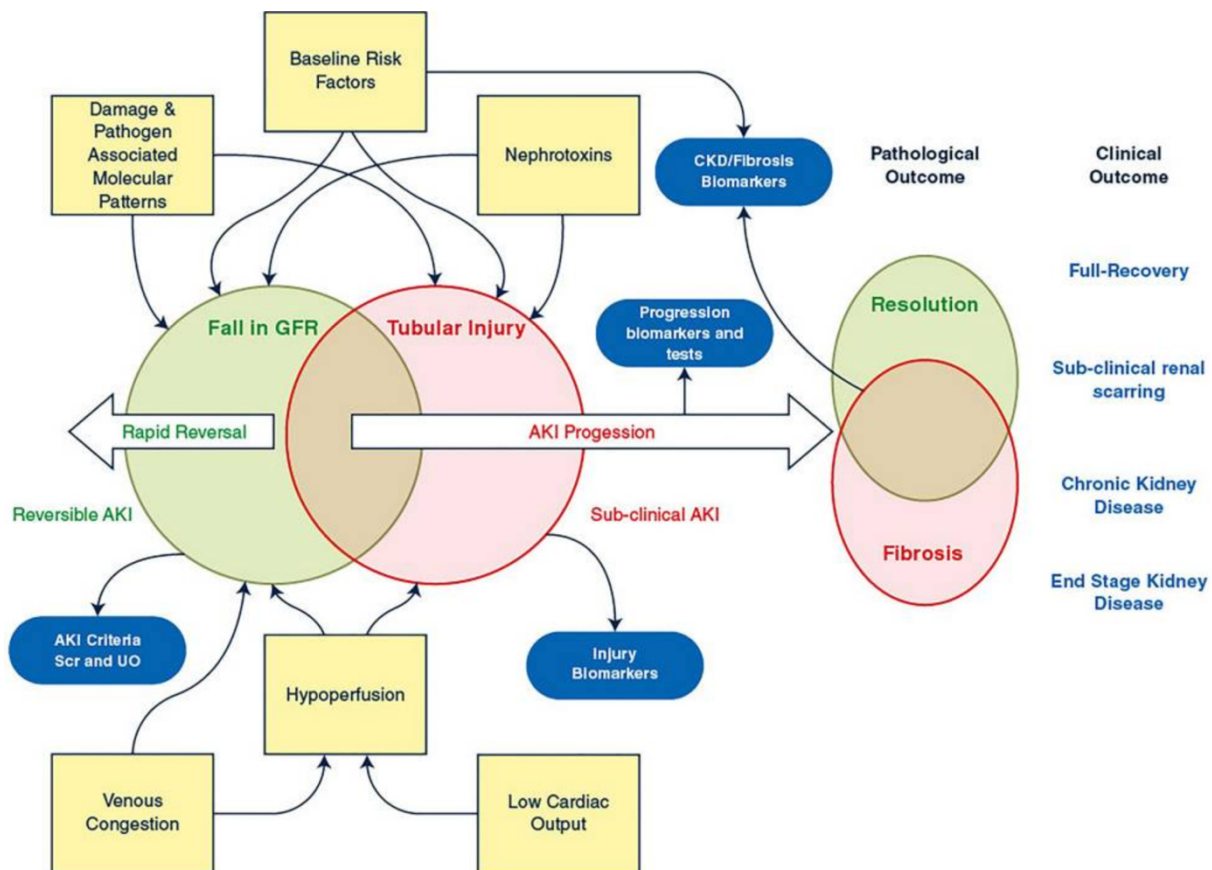 Baseline Risk
Factors
Damage &
Pathogen
Associated
Molecular
Patterns
Nephrotoxins
CKD/Fibrosis
Biomarkers
Pathological
Outcome
Clinical
Outcome
Full-Recovery
Resolution
Fall in GFR
Tubular Injury
Progression
biomarkers and
tests
Sub-clinical renal
scarring
Rapid Reversal
AKI Progession
Chronic Kidney
Disease
Reversible AKI
Sub-clinical AKI
Fibrosis
End Stage Kidney
Disease
AKI Criteria
Scr and UO
Injury
Biomarkers
Hypoperfusion
Venous
Congestion
Low Cardiac
Output